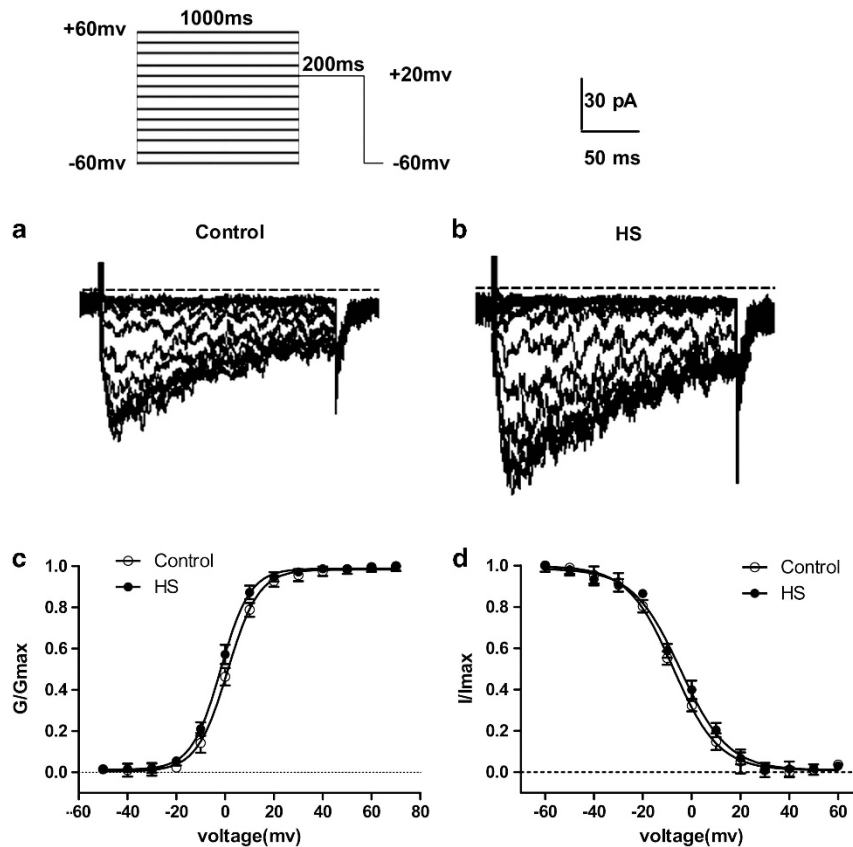 1000ms
+60mv
200ms
+20mv
-60mv
-60mv
30 pA
50 ms
a
Control
b
HS
c
Control
HS
G/Gmax
1.0
0.8
0.6
0.4
0.2
0.0
-60 -40 -20 0 20 40 60 80
voltage(mv)
d
Control
HS
I/Imax
1.0
0.8
0.6
0.4
0.2
0.0
-60 -40 -20 0 20 40 60
voltage(mv)